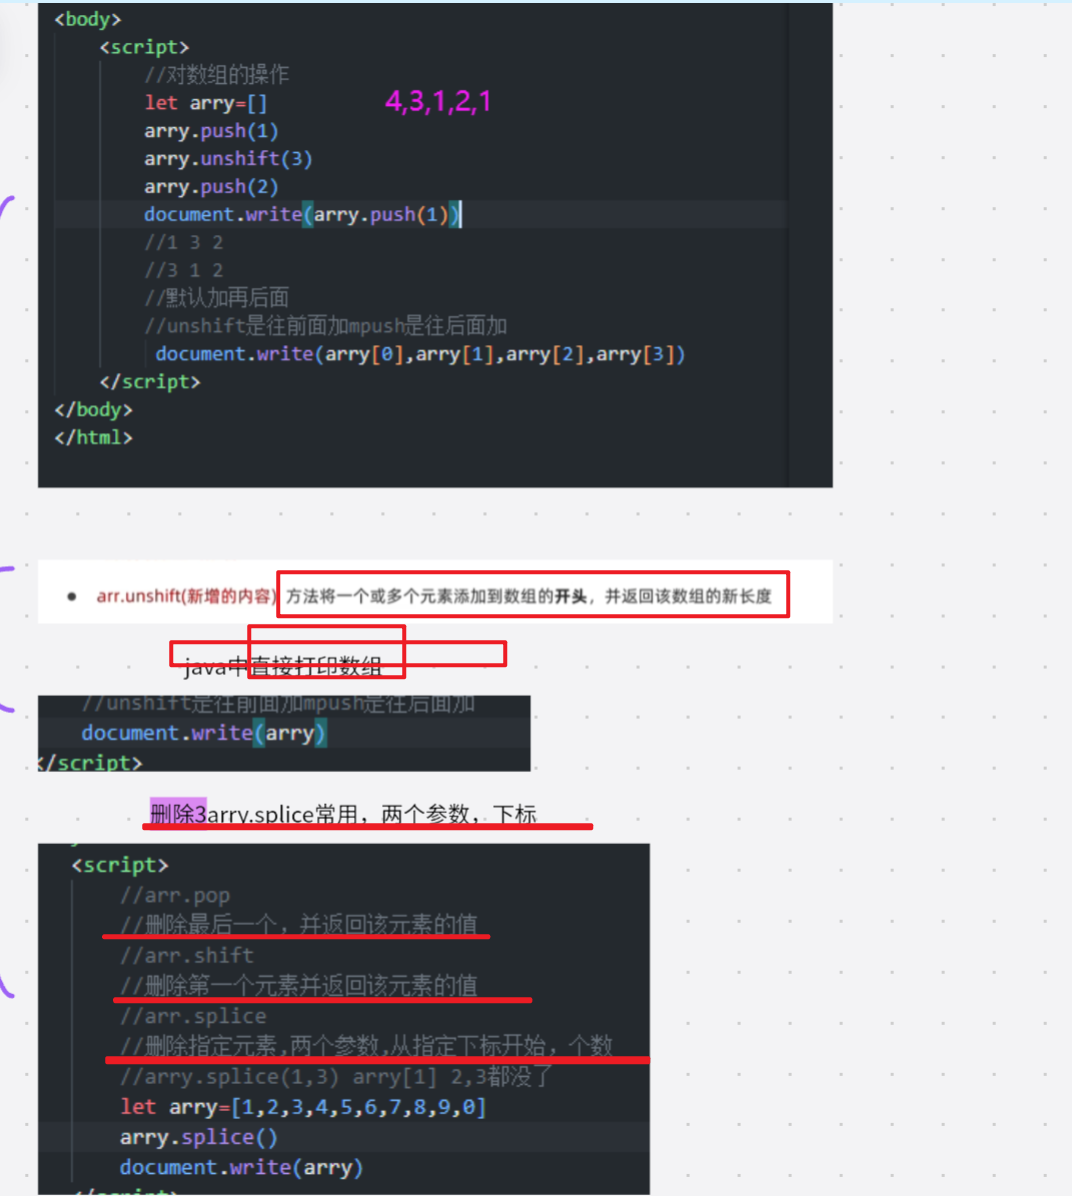 <body>
<script>
//对数组的操作
let arry=[]
4,3,1,2,1
arry.push(1)
arry.unshift(3)
arry.push(2)
document.write(arry.push(1))
//1 3 2
//3 1 2
//默认加再后面
//unshift是往前面加mpush是往后面加
document.write(arry[0],arry[1],arry[2],arry[3])
</script>
</body>
</html>
• arr.unshift(新增的内容) 方法将一个或多个元素添加到数组的开头，并返回该数组的新长度
java中直接打印数组
//unshift是往前面加mpush是往后面加
document.write(arry)
</script>
删除3arry.splice常用，两个参数，下标
<script>
//arr.pop
//删除最后一个，并返回该元素的值
//arr.shift
//删除第一个元素并返回该元素的值
//arr.splice
//删除指定元素,两个参数,从指定下标开始，个数
//arry.splice(1,3) arry[1] 2,3都没了
let arry=[1,2,3,4,5,6,7,8,9,0]
arry.splice()
document.write(arry)
</script>